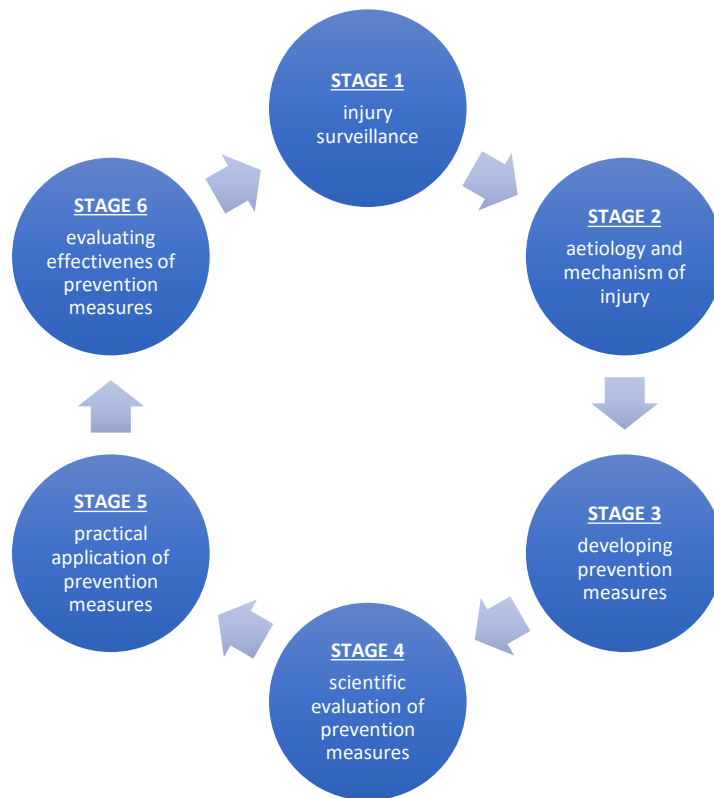 STAGE 1
injury
surveillance
STAGE 2
aetiology and
mechanism of
injury
STAGE 3
developing
prevention
measures
STAGE 4
scientific
evaluation of
prevention
measures
STAGE 5
practical
application of
prevention
measures
STAGE 6
evaluating
effectivenes of
prevention
measures